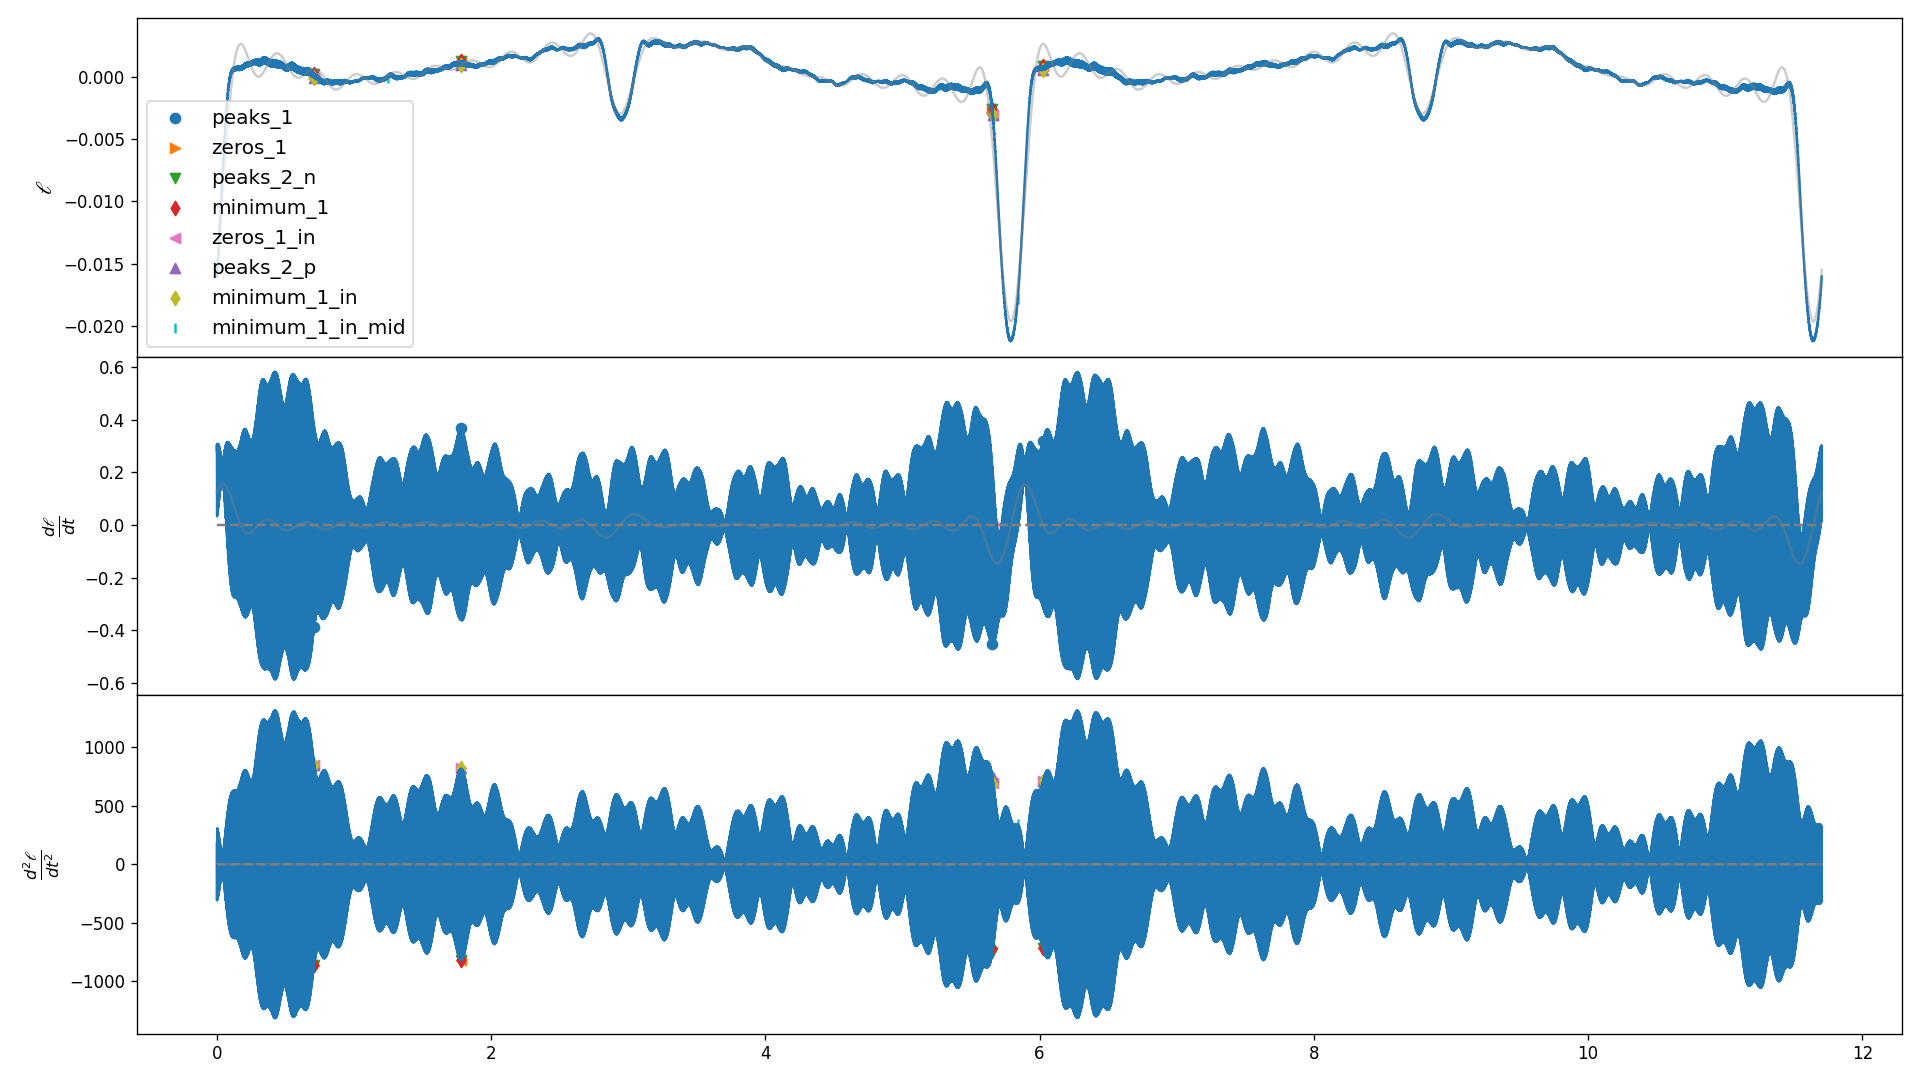 0.000
−0.005
−0.010
−0.015
−0.020
ℓ
peaks_1
zeros_1
peaks_2_n
minimum_1
zeros_1_in
peaks_2_p
minimum_1_in
minimum_1_in_mid
0.6
0.4
0.2
0.0
−0.2
−0.4
−0.6
dℓ/dt
1000
500
0
−500
−1000
d²ℓ/dt²
0 2 4 6 8 10 12